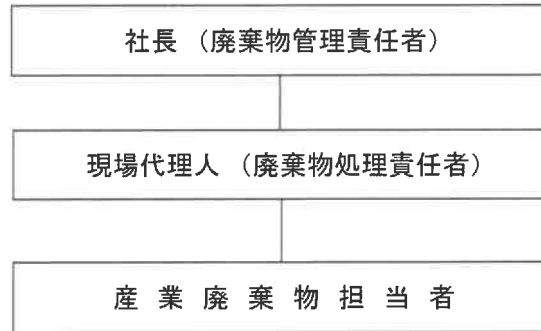 社長 （廃棄物管理責任者）
現場代理人 （廃棄物処理責任者）
産 業 廃 棄 物 担 当 者